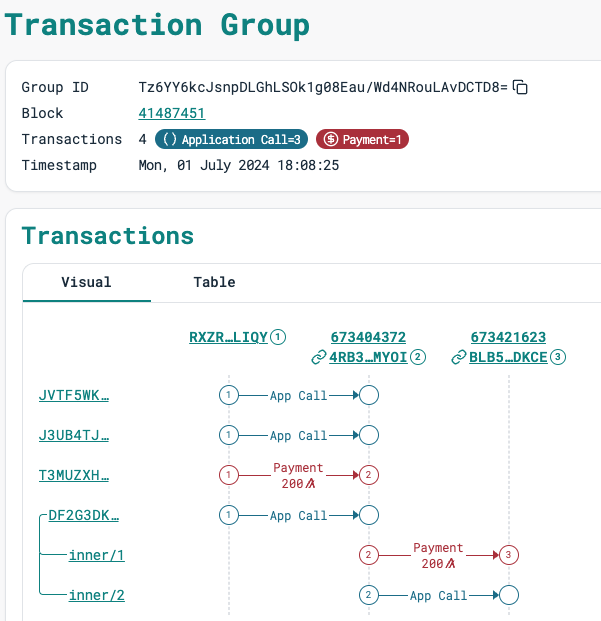 Transaction Group
Group ID Tz6YY6kcJsnpDLGhLSOk1g08Eau/Wd4NRouLAvDCTD8=
Block 41487451
Transactions 4 Application Call=3 Payment=1
Timestamp Mon, 01 July 2024 18:08:25
Transactions
Visual Table
RXZR…LIQY 1 673404372 673421623
4RB3…MYOI 2 BLB5…DKCE 3
JVTF5WK… 1 App Call
J3UB4TJ… 1 App Call
T3MUZXH… 1 Payment 2
200
DF2G3DK… 1 App Call
inner/1 2 Payment 3
200
inner/2 2 App Call